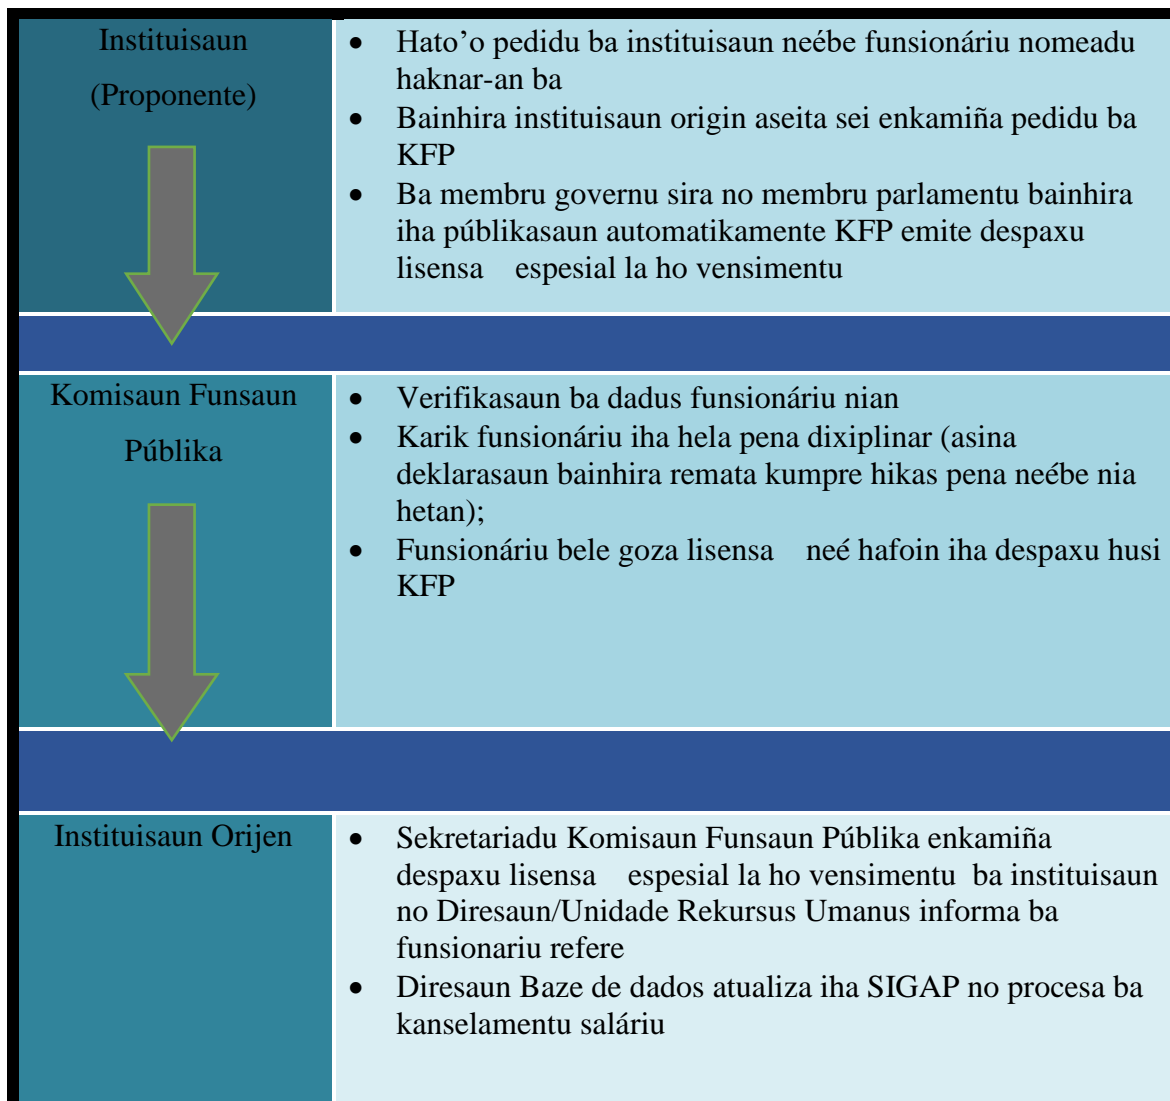 Instituisaun
(Proponente)
• Hato’o pedidu ba instituisaun neébe funsionáriu nomeadu
haknar-an ba
• Bainhira instituisaun origin aseita sei enkamiña pedidu ba
KFP
• Ba membru governu sira no membru parlamentu bainhira
iha públikasaun automatikamente KFP emite despaxu
lisensa espesial la ho vensimentu
Komisaun Funsaun
Públika
• Verifikasaun ba dadus funsionáriu nian
• Karik funsionáriu iha hela pena dixiplinar (asina
deklarasaun bainhira remata kumpre hikas pena neébe nia
hetan);
• Funsionáriu bele goza lisensa neé hafoin iha despaxu husi
KFP
Instituisaun Orijen
• Sekretariadu Komisaun Funsaun Públika enkamiña
despaxu lisensa espesial la ho vensimentu ba instituisaun
no Diresaun/Unidade Rekursus Umanus informa ba
funsionariu refere
• Diresaun Baze de dados atualiza iha SIGAP no procesa ba
kanselamentu saláriu